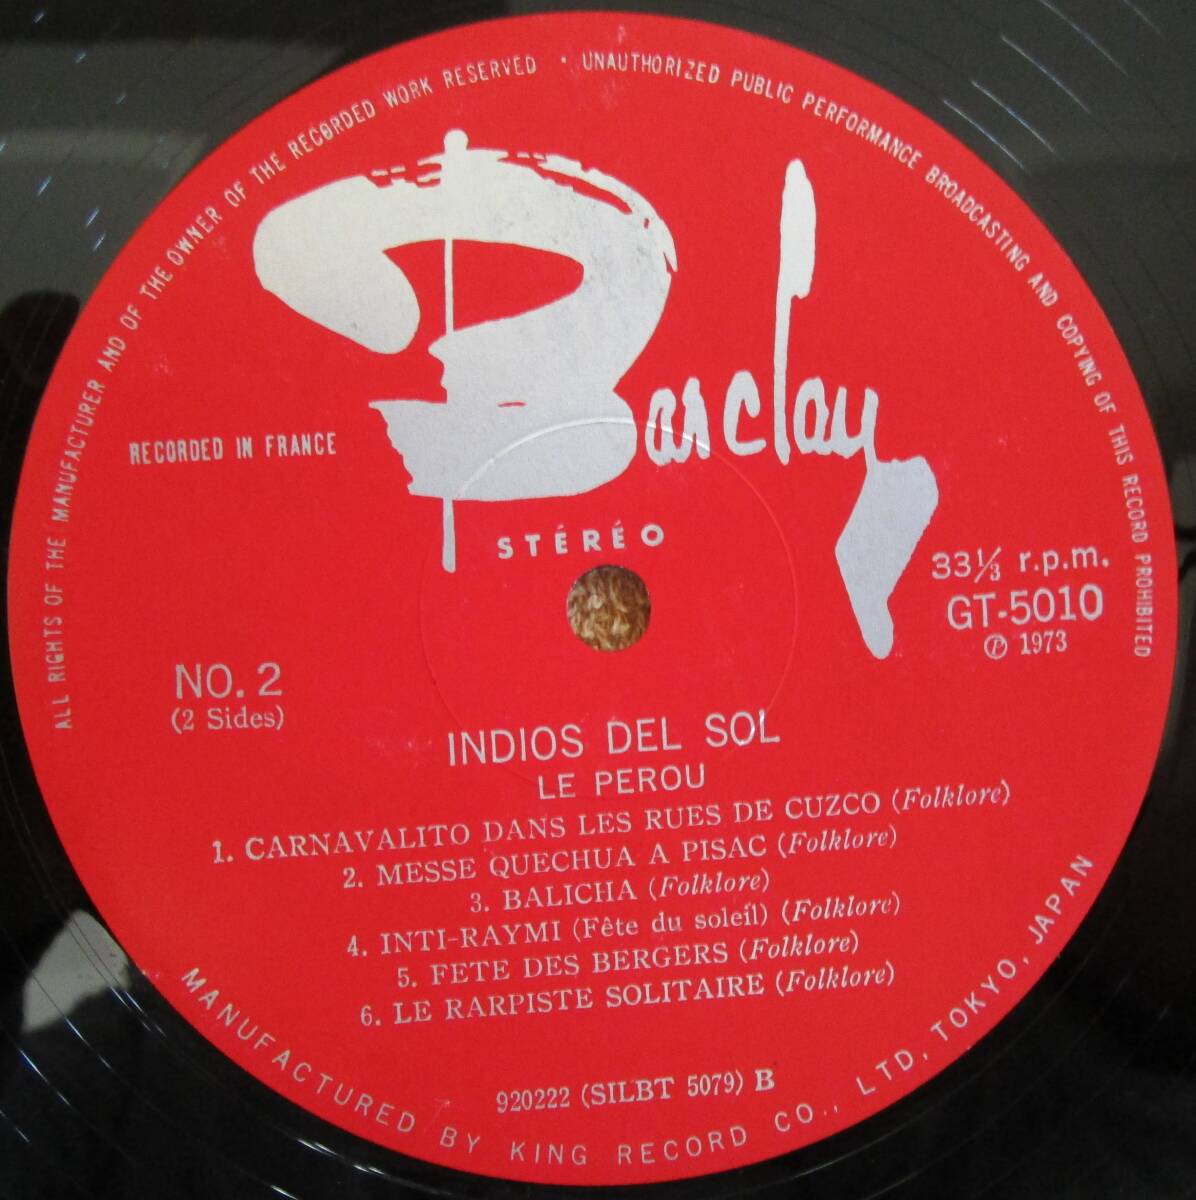 ALL RIGHTS OF THE MANUFACTURER AND OF THE OWNER OF THE RECORDED WORK RESERVED • UNAUTHORIZED PUBLIC PERFORMANCE BROADCASTING AND COPYING OF THIS RECORD PROHIBITED
Barclay
RECORDED IN FRANCE
STÉRÉO
33⅓ r.p.m.
GT-5010
Ⓟ 1973
NO. 2
(2 Sides)
INDIOS DEL SOL
LE PEROU
1. CARNAVALITO DANS LES RUES DE CUZCO (Folklore)
2. MESSE QUECHUA A PISAC (Folklore)
3. BALICHA (Folklore)
4. INTI-RAYMI (Fête du soleil) (Folklore)
5. FETE DES BERGERS (Folklore)
6. LE RARPISTE SOLITAIRE (Folklore)
920222 (SILBT 5079) B
MANUFACTURED BY KING RECORD CO., LTD, TOKYO, JAPAN